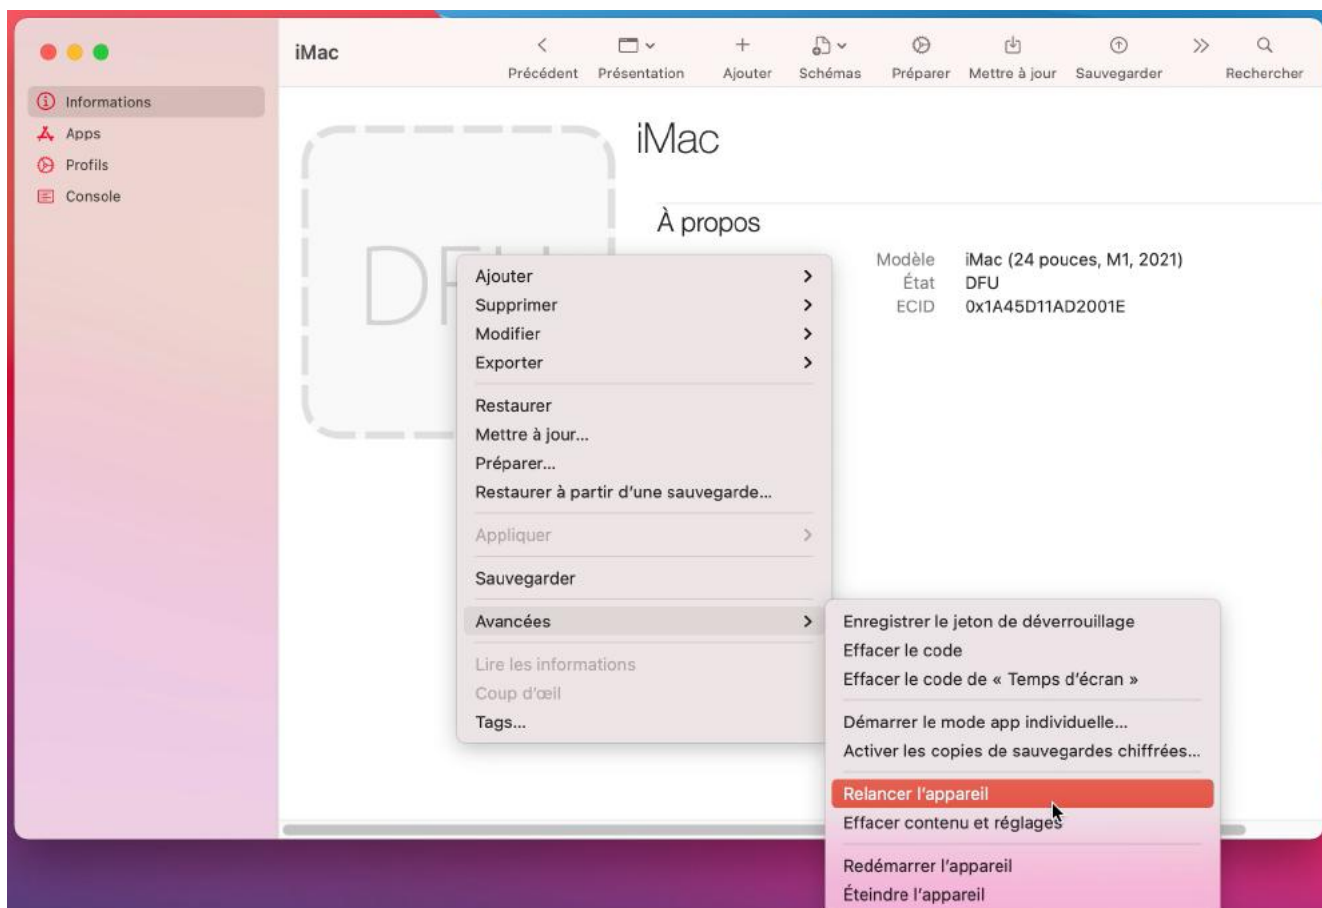 iMac
Précédent
Présentation
Ajouter
Schémas
Préparer
Mettre à jour
Sauvegarder
Rechercher
Informations
Apps
Profils
Console
iMac
À propos
Modèle iMac (24 pouces, M1, 2021)
État DFU
ECID 0x1A45D11AD2001E
Ajouter
Supprimer
Modifier
Exporter
Restaurer
Mettre à jour...
Préparer...
Restaurer à partir d'une sauvegarde...
Appliquer
Sauvegarder
Avancées
Lire les informations
Coup d'œil
Tags...
Enregistrer le jeton de déverrouillage
Effacer le code
Effacer le code de « Temps d'écran »
Démarrer le mode app individuelle...
Activer les copies de sauvegardes chiffrées...
Relancer l'appareil
Effacer contenu et réglages
Redémarrer l'appareil
Éteindre l'appareil